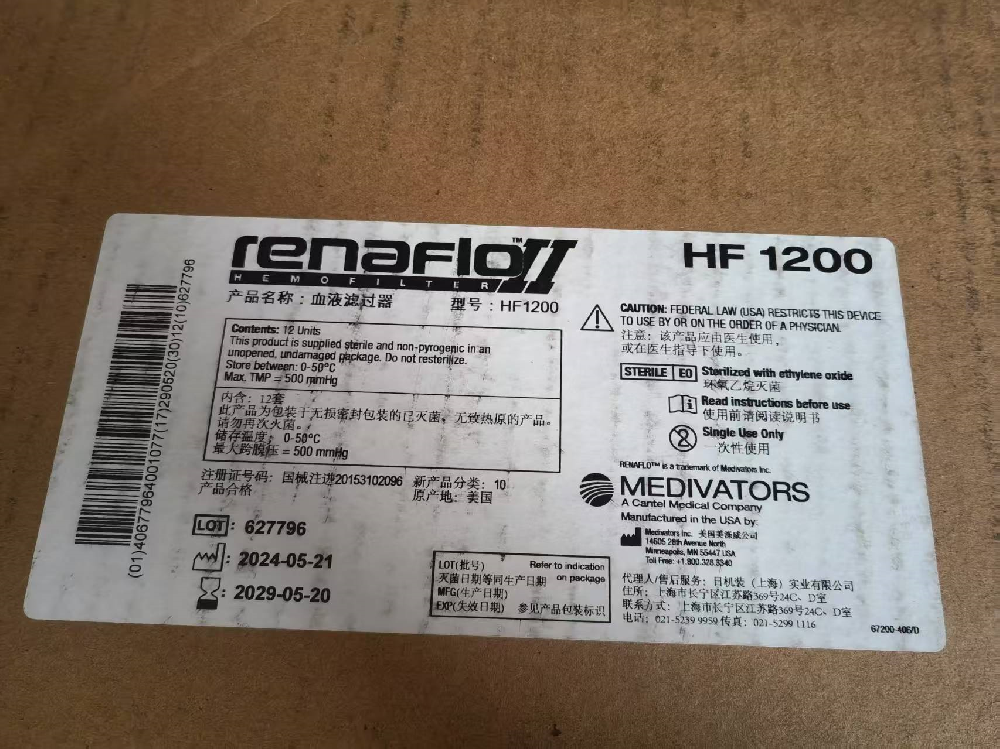 renaflo™ II
HEMOFILTER
HF 1200
产品名称：血液滤过器 型号：HF1200
Contents: 12 Units
This product is supplied sterile and non-pyrogenic in an
unopened, undamaged package. Do not resterilize.
Store between: 0-50°C
Max. TMP = 500 mmHg
内含：12套
此产品为包装于无损密封包装的已灭菌，无致热原的产品。
请勿再次灭菌。
储存温度： 0-50°C
最大跨膜压 = 500 mmHg
注册证号码：国械注进20153102096 新产品分类：10
产品合格 原产地：美国
LOT: 627796
: 2024-05-21
: 2029-05-20
LOT(批号) Refer to indication
灭菌日期等同生产日期 on package
MFG(生产日期)
EXP(失效日期) 参见产品包装标识
CAUTION: FEDERAL LAW (USA) RESTRICTS THIS DEVICE
TO USE BY OR ON THE ORDER OF A PHYSICIAN.
注意：该产品应由医生使用，
或在医生指导下使用。
STERILE EO Sterilized with ethylene oxide
环氧乙烷灭菌
Read instructions before use
使用前请阅读说明书
2 Single Use Only
一次性使用
RENAFLO™ is a trademark of Medivators Inc.
MEDIVATORS
A Cantel Medical Company
Manufactured in the USA by:
Medivators Inc. 美国美涤威公司
14605 28th Avenue North
Minneapolis, MN 55447 USA
Toll Free: +1.800.328.3340
代理人/售后服务：日机装（上海）实业有限公司
住所：上海市长宁区江苏路369号24C、D室
联系方式：上海市长宁区江苏路369号24C、D室
电话：021-5239 9959 传真：021-5299 1116
67200-406/D
(01)40677964001077(17)290520(30)12(10)627796